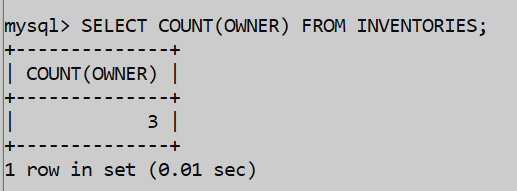 mysql> SELECT COUNT(OWNER) FROM INVENTORIES;
+--------------+
| COUNT(OWNER) |
+--------------+
|            3 |
+--------------+
1 row in set (0.01 sec)